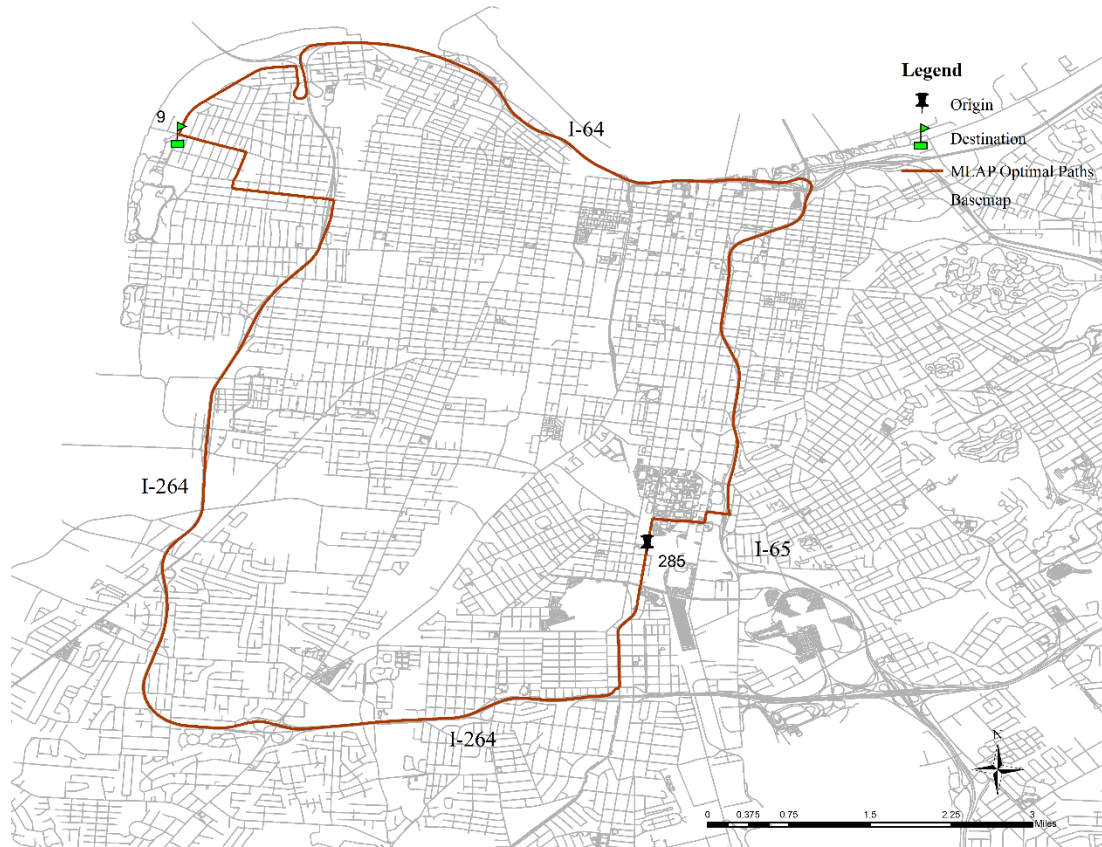 Legend
Origin
Destination
MLAP Optimal Paths
Basemap
9
I-64
I-264
285
I-65
I-264
N
0 0.375 0.75 1.5 2.25 3
Miles